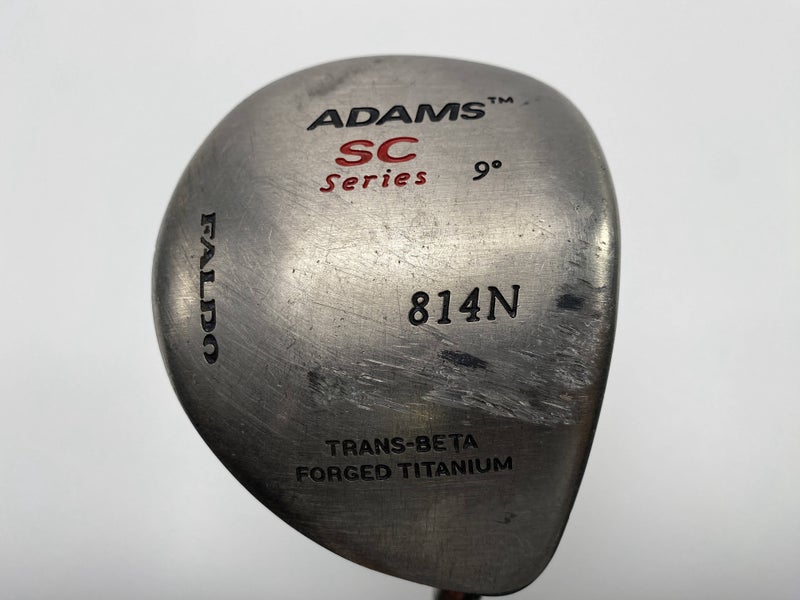 ADAMS™
SC
Series 9°
FALDO
814N
TRANS-BETA
FORGED TITANIUM